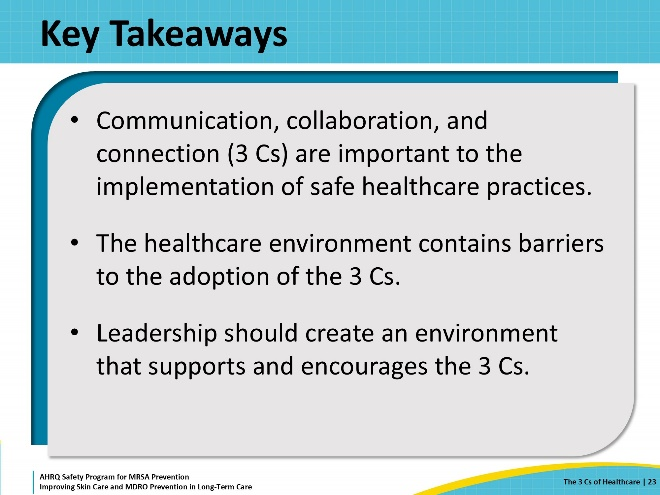 Key Takeaways
• Communication, collaboration, and
connection (3 Cs) are important to the
implementation of safe healthcare practices.
• The healthcare environment contains barriers
to the adoption of the 3 Cs.
• Leadership should create an environment
that supports and encourages the 3 Cs.
AHRQ Safety Program for MRSA Prevention
Improving Skin Care and MDRO Prevention in Long-Term Care
The 3 Cs of Healthcare | 23